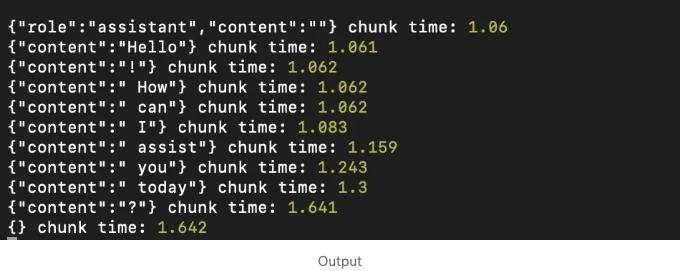 {"role":"assistant","content":""} chunk time: 1.06
{"content":"Hello"} chunk time: 1.061
{"content":"!"} chunk time: 1.062
{"content":" How"} chunk time: 1.062
{"content":" can"} chunk time: 1.062
{"content":" I"} chunk time: 1.083
{"content":" assist"} chunk time: 1.159
{"content":" you"} chunk time: 1.243
{"content":" today"} chunk time: 1.3
{"content":"?"} chunk time: 1.641
{} chunk time: 1.642
Output